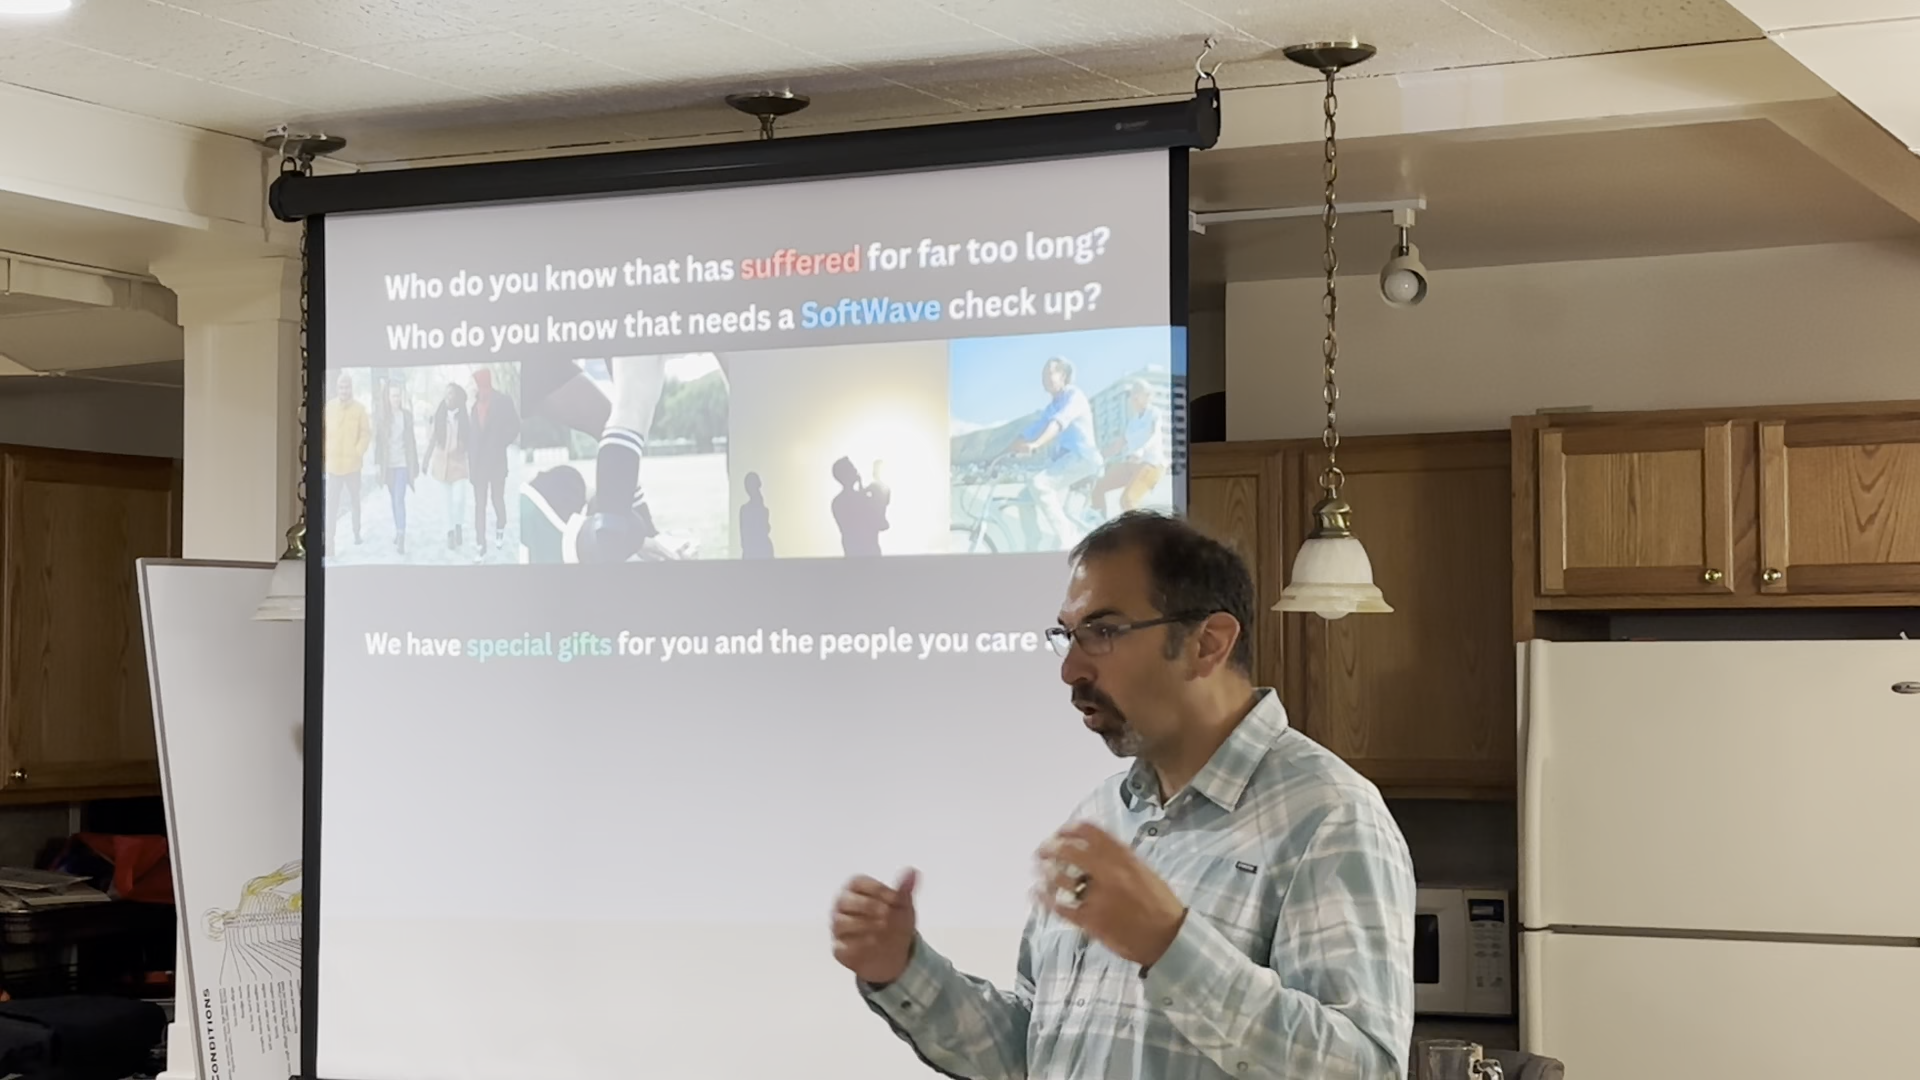 Who do you know that has suffered for far too long?
Who do you know that needs a SoftWave check up?
We have special gifts for you and the people you care
CONDITIONS